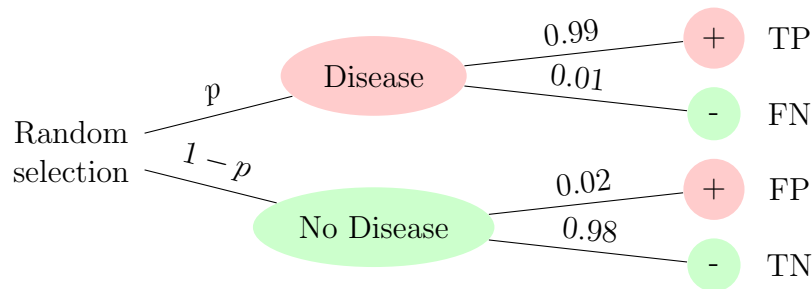 0.99
+ TP
Disease
p
0.01
- FN
Random
selection
1 − p
0.02
+ FP
No Disease
0.98
- TN